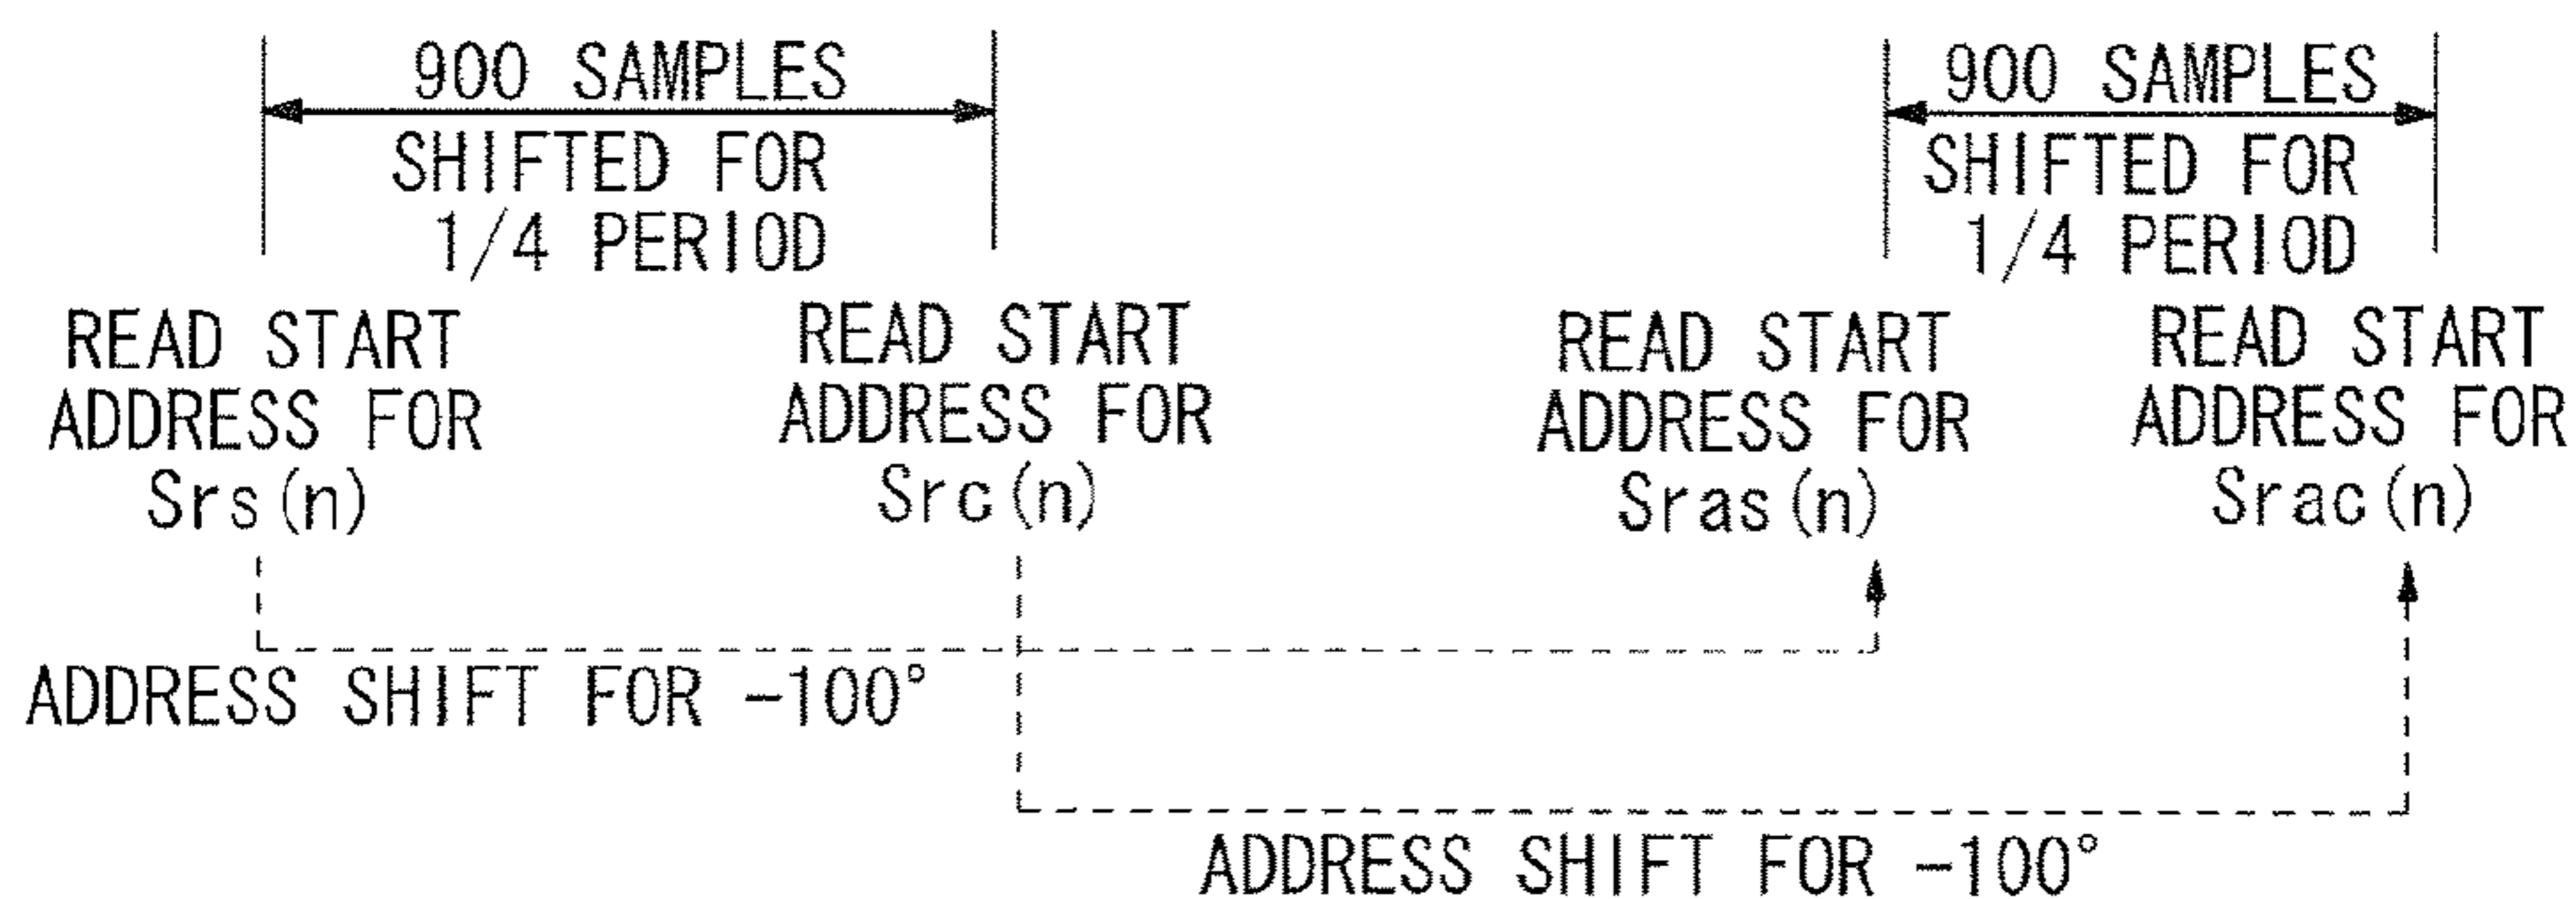 900 SAMPLES
SHIFTED FOR
1/4 PERIOD
900 SAMPLES
SHIFTED FOR
1/4 PERIOD
READ START
ADDRESS FOR
Srs(n)
READ START
ADDRESS FOR
Src(n)
READ START
ADDRESS FOR
Sras(n)
READ START
ADDRESS FOR
Srac(n)
ADDRESS SHIFT FOR -100°
ADDRESS SHIFT FOR -100°